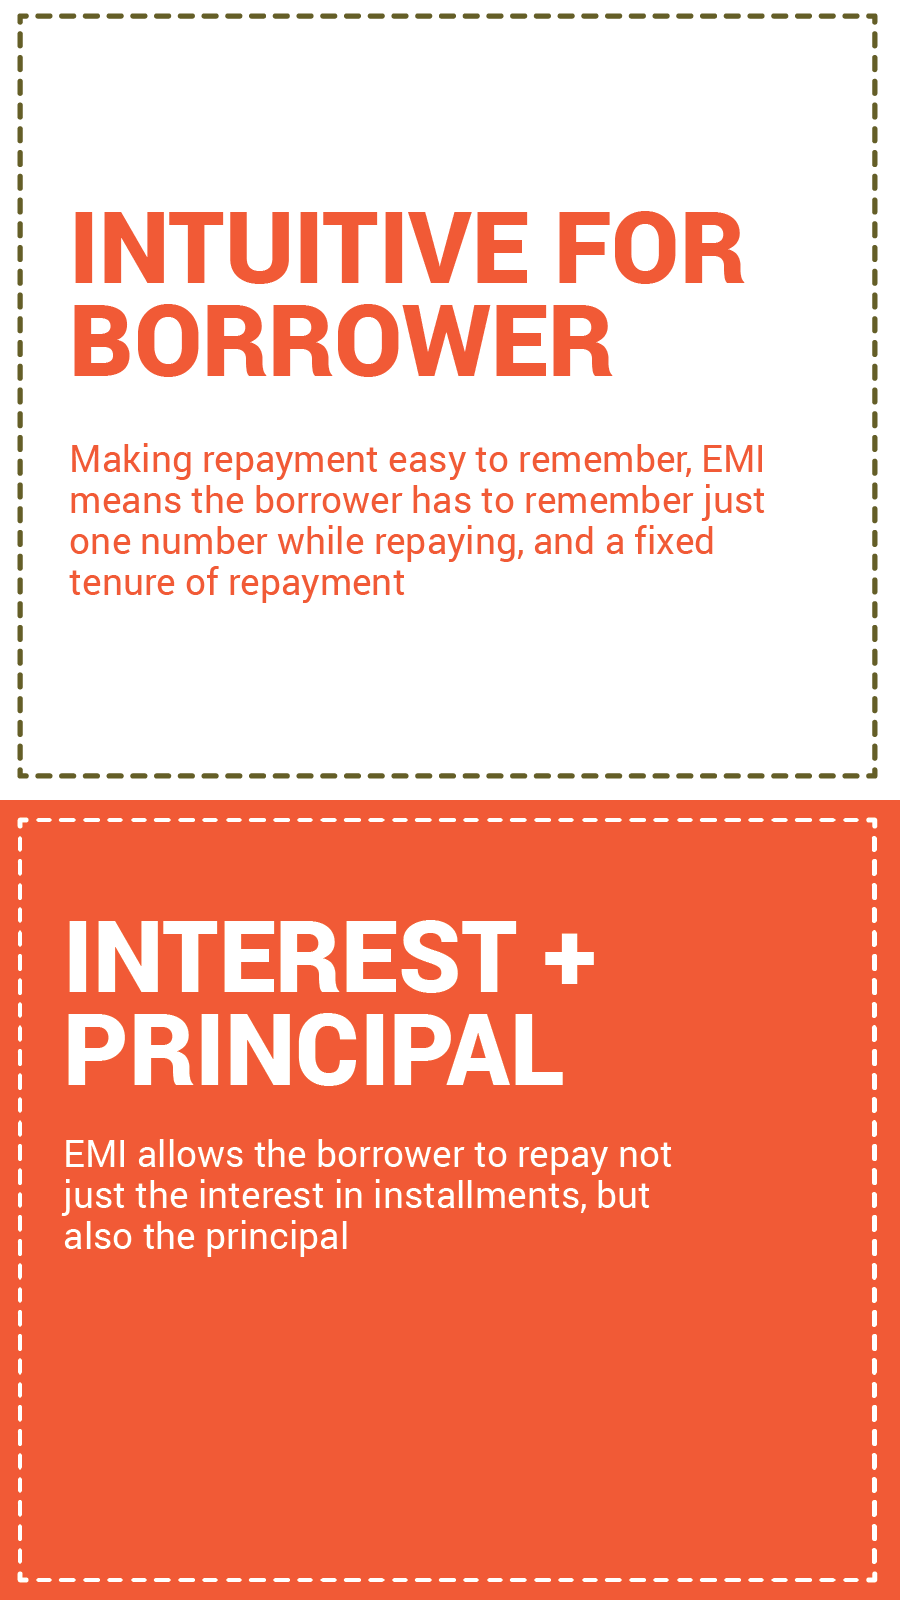 INTUITIVE FOR
BORROWER
Making repayment easy to remember, EMI
means the borrower has to remember just
one number while repaying, and a fixed
tenure of repayment
INTEREST +
PRINCIPAL
EMI allows the borrower to repay not
just the interest in installments, but
also the principal